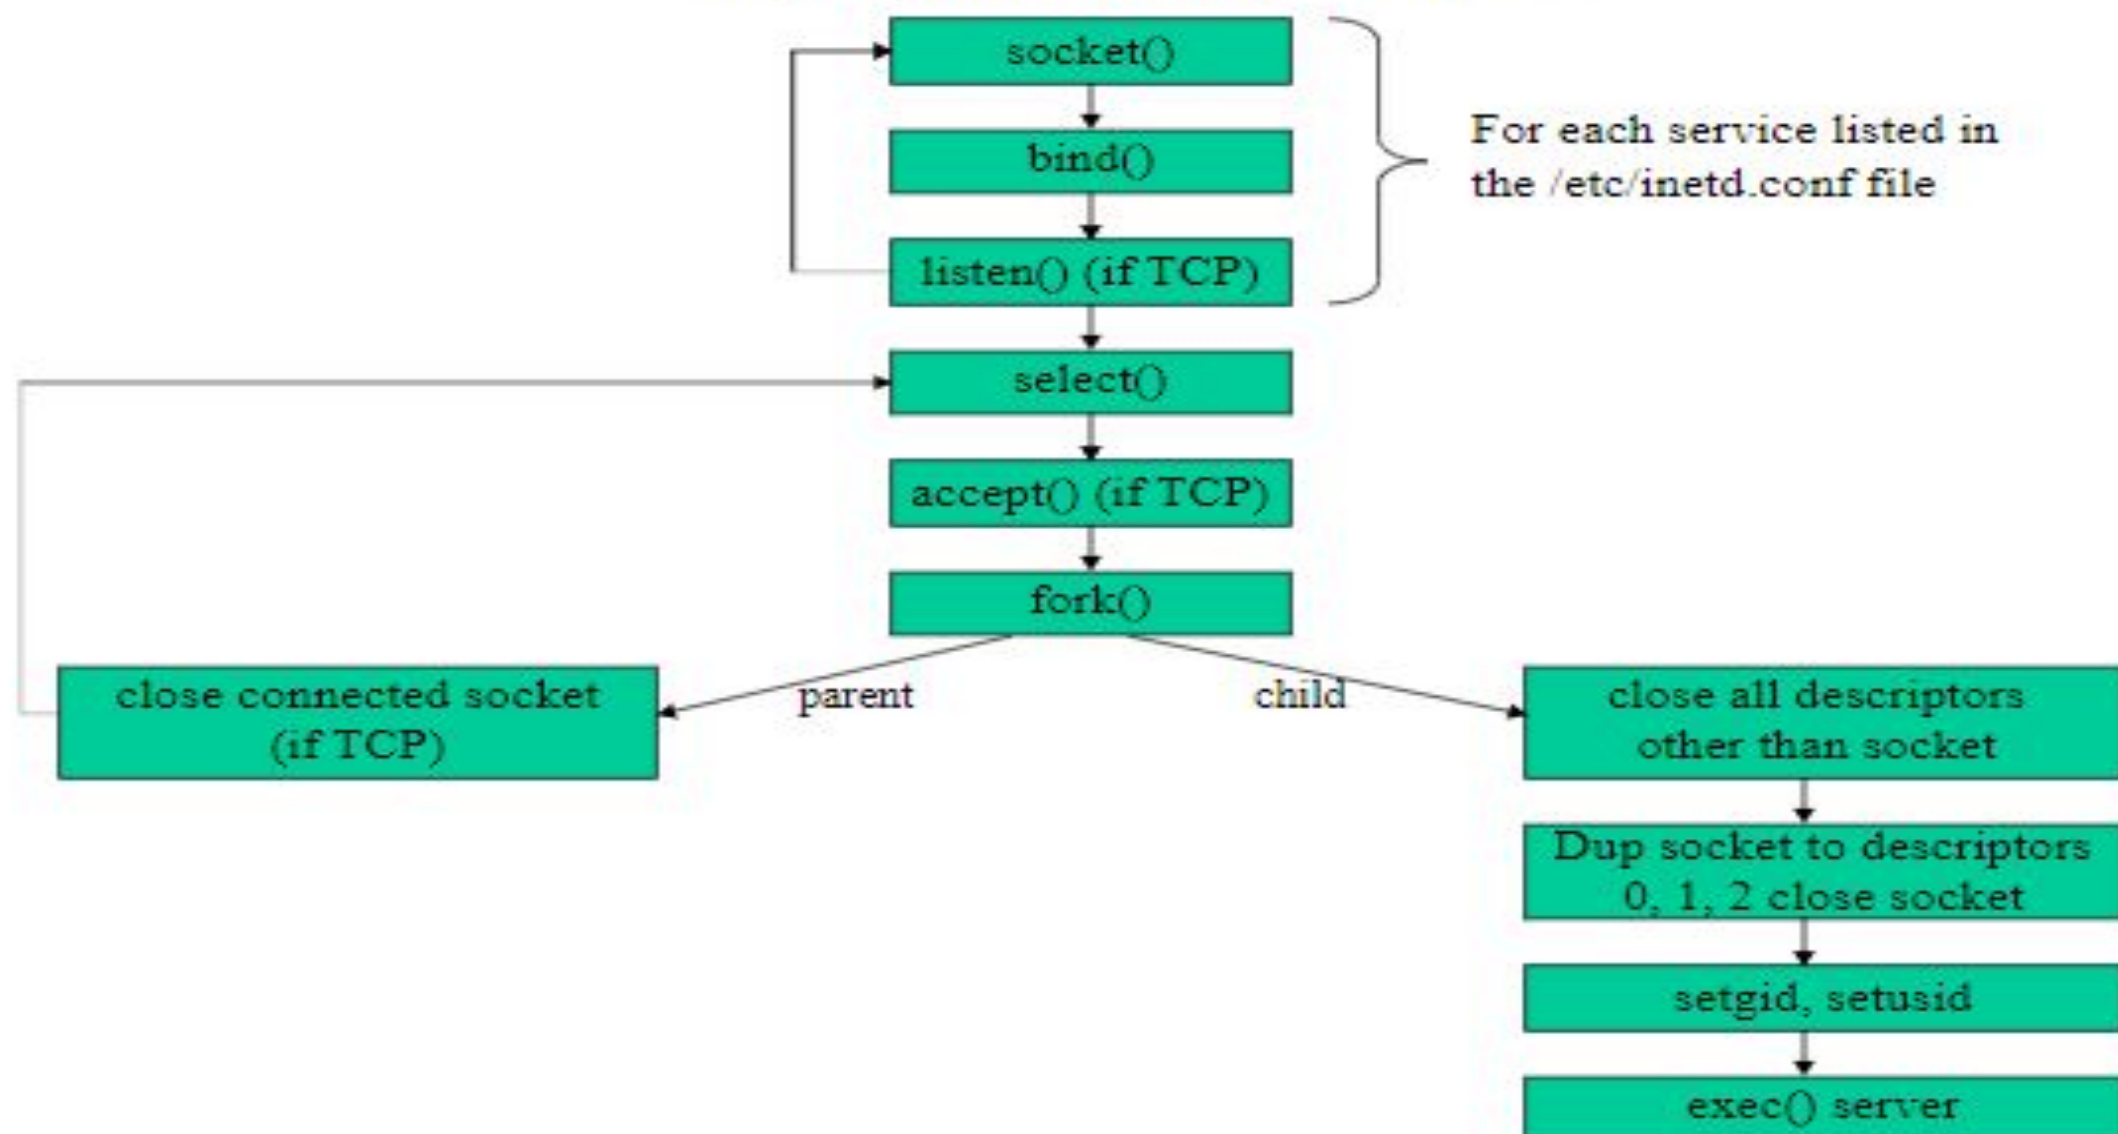 socket()
For each service listed in
the /etc/inetd.conf file
bind()
listen() (if TCP)
select()
accept() (if TCP)
fork()
parent
child
close connected socket
(if TCP)
close all descriptors
other than socket
Dup socket to descriptors
0, 1, 2 close socket
setgid, setusid
exec() server